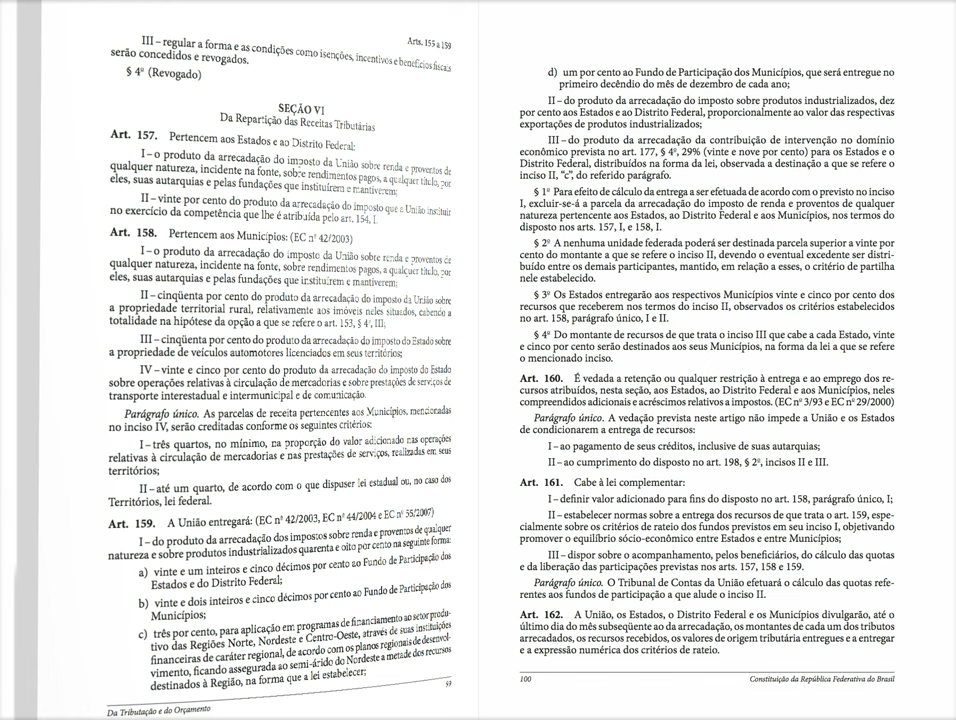 Arts. 155 a 159
III – regular a forma e as condições como isenções, incentivos e benefícios fiscais
serão concedidos e revogados.
§ 4º (Revogado)
SEÇÃO VI
Da Repartição das Receitas Tributárias
Art. 157. Pertencem aos Estados e ao Distrito Federal:
I – o produto da arrecadação do imposto da União sobre renda e proventos de
qualquer natureza, incidente na fonte, sobre rendimentos pagos, a qualquer título, por
eles, suas autarquias e pelas fundações que instituírem e mantiverem;
II – vinte por cento do produto da arrecadação do imposto que a União instituir
no exercício da competência que lhe é atribuída pelo art. 154, I.
Art. 158. Pertencem aos Municípios: (EC nº 42/2003)
I – o produto da arrecadação do imposto da União sobre renda e proventos de
qualquer natureza, incidente na fonte, sobre rendimentos pagos, a qualquer título, por
eles, suas autarquias e pelas fundações que instituírem e mantiverem;
II – cinqüenta por cento do produto da arrecadação do imposto da União sobre
a propriedade territorial rural, relativamente aos imóveis neles situados, cabendo a
totalidade na hipótese da opção a que se refere o art. 153, § 4º, III;
III – cinqüenta por cento do produto da arrecadação do imposto do Estado sobre
a propriedade de veículos automotores licenciados em seus territórios;
IV – vinte e cinco por cento do produto da arrecadação do imposto do Estado
sobre operações relativas à circulação de mercadorias e sobre prestações de serviços de
transporte interestadual e intermunicipal e de comunicação.
Parágrafo único. As parcelas de receita pertencentes aos Municípios, mencionadas
no inciso IV, serão creditadas conforme os seguintes critérios:
I – três quartos, no mínimo, na proporção do valor adicionado nas operações
relativas à circulação de mercadorias e nas prestações de serviços, realizadas em seus
territórios;
II – até um quarto, de acordo com o que dispuser lei estadual ou, no caso dos
Territórios, lei federal.
Art. 159. A União entregará: (EC nº 42/2003, EC nº 44/2004 e EC nº 55/2007)
I – do produto da arrecadação dos impostos sobre renda e proventos de qualquer
natureza e sobre produtos industrializados quarenta e oito por cento na seguinte forma:
a) vinte e um inteiros e cinco décimos por cento ao Fundo de Participação dos
Estados e do Distrito Federal;
b) vinte e dois inteiros e cinco décimos por cento ao Fundo de Participação dos
Municípios;
c) três por cento, para aplicação em programas de financiamento ao setor produ-
tivo das Regiões Norte, Nordeste e Centro-Oeste, através de suas instituições
financeiras de caráter regional, de acordo com os planos regionais de desenvol-
vimento, ficando assegurada ao semi-árido do Nordeste a metade dos recursos
destinados à Região, na forma que a lei estabelecer;
Da Tributação e do Orçamento
d) um por cento ao Fundo de Participação dos Municípios, que será entregue no
primeiro decêndio do mês de dezembro de cada ano;
II – do produto da arrecadação do imposto sobre produtos industrializados, dez
por cento aos Estados e ao Distrito Federal, proporcionalmente ao valor das respectivas
exportações de produtos industrializados;
III – do produto da arrecadação da contribuição de intervenção no domínio
econômico prevista no art. 177, § 4º, 29% (vinte e nove por cento) para os Estados e o
Distrito Federal, distribuídos na forma da lei, observada a destinação a que se refere o
inciso II, “c”, do referido parágrafo.
§ 1º Para efeito de cálculo da entrega a ser efetuada de acordo com o previsto no inciso
I, excluir-se-á a parcela da arrecadação do imposto de renda e proventos de qualquer
natureza pertencente aos Estados, ao Distrito Federal e aos Municípios, nos termos do
disposto nos arts. 157, I, e 158, I.
§ 2º A nenhuma unidade federada poderá ser destinada parcela superior a vinte por
cento do montante a que se refere o inciso II, devendo o eventual excedente ser distri-
buído entre os demais participantes, mantido, em relação a esses, o critério de partilha
nele estabelecido.
§ 3º Os Estados entregarão aos respectivos Municípios vinte e cinco por cento dos
recursos que receberem nos termos do inciso II, observados os critérios estabelecidos
no art. 158, parágrafo único, I e II.
§ 4º Do montante de recursos de que trata o inciso III que cabe a cada Estado, vinte
e cinco por cento serão destinados aos seus Municípios, na forma da lei a que se refere
o mencionado inciso.
Art. 160. É vedada a retenção ou qualquer restrição à entrega e ao emprego dos re-
cursos atribuídos, nesta seção, aos Estados, ao Distrito Federal e aos Municípios, neles
compreendidos adicionais e acréscimos relativos a impostos. (EC nº 3/93 e EC nº 29/2000)
Parágrafo único. A vedação prevista neste artigo não impede a União e os Estados
de condicionarem a entrega de recursos:
I – ao pagamento de seus créditos, inclusive de suas autarquias;
II – ao cumprimento do disposto no art. 198, § 2º, incisos II e III.
Art. 161. Cabe à lei complementar:
I – definir valor adicionado para fins do disposto no art. 158, parágrafo único, I;
II – estabelecer normas sobre a entrega dos recursos de que trata o art. 159, espe-
cialmente sobre os critérios de rateio dos fundos previstos em seu inciso I, objetivando
promover o equilíbrio sócio-econômico entre Estados e entre Municípios;
III – dispor sobre o acompanhamento, pelos beneficiários, do cálculo das quotas
e da liberação das participações previstas nos arts. 157, 158 e 159.
Parágrafo único. O Tribunal de Contas da União efetuará o cálculo das quotas refe-
rentes aos fundos de participação a que alude o inciso II.
Art. 162. A União, os Estados, o Distrito Federal e os Municípios divulgarão, até o
último dia do mês subseqüente ao da arrecadação, os montantes de cada um dos tributos
arrecadados, os recursos recebidos, os valores de origem tributária entregues e a entregar
e a expressão numérica dos critérios de rateio.
100
Constituição da República Federativa do Brasil